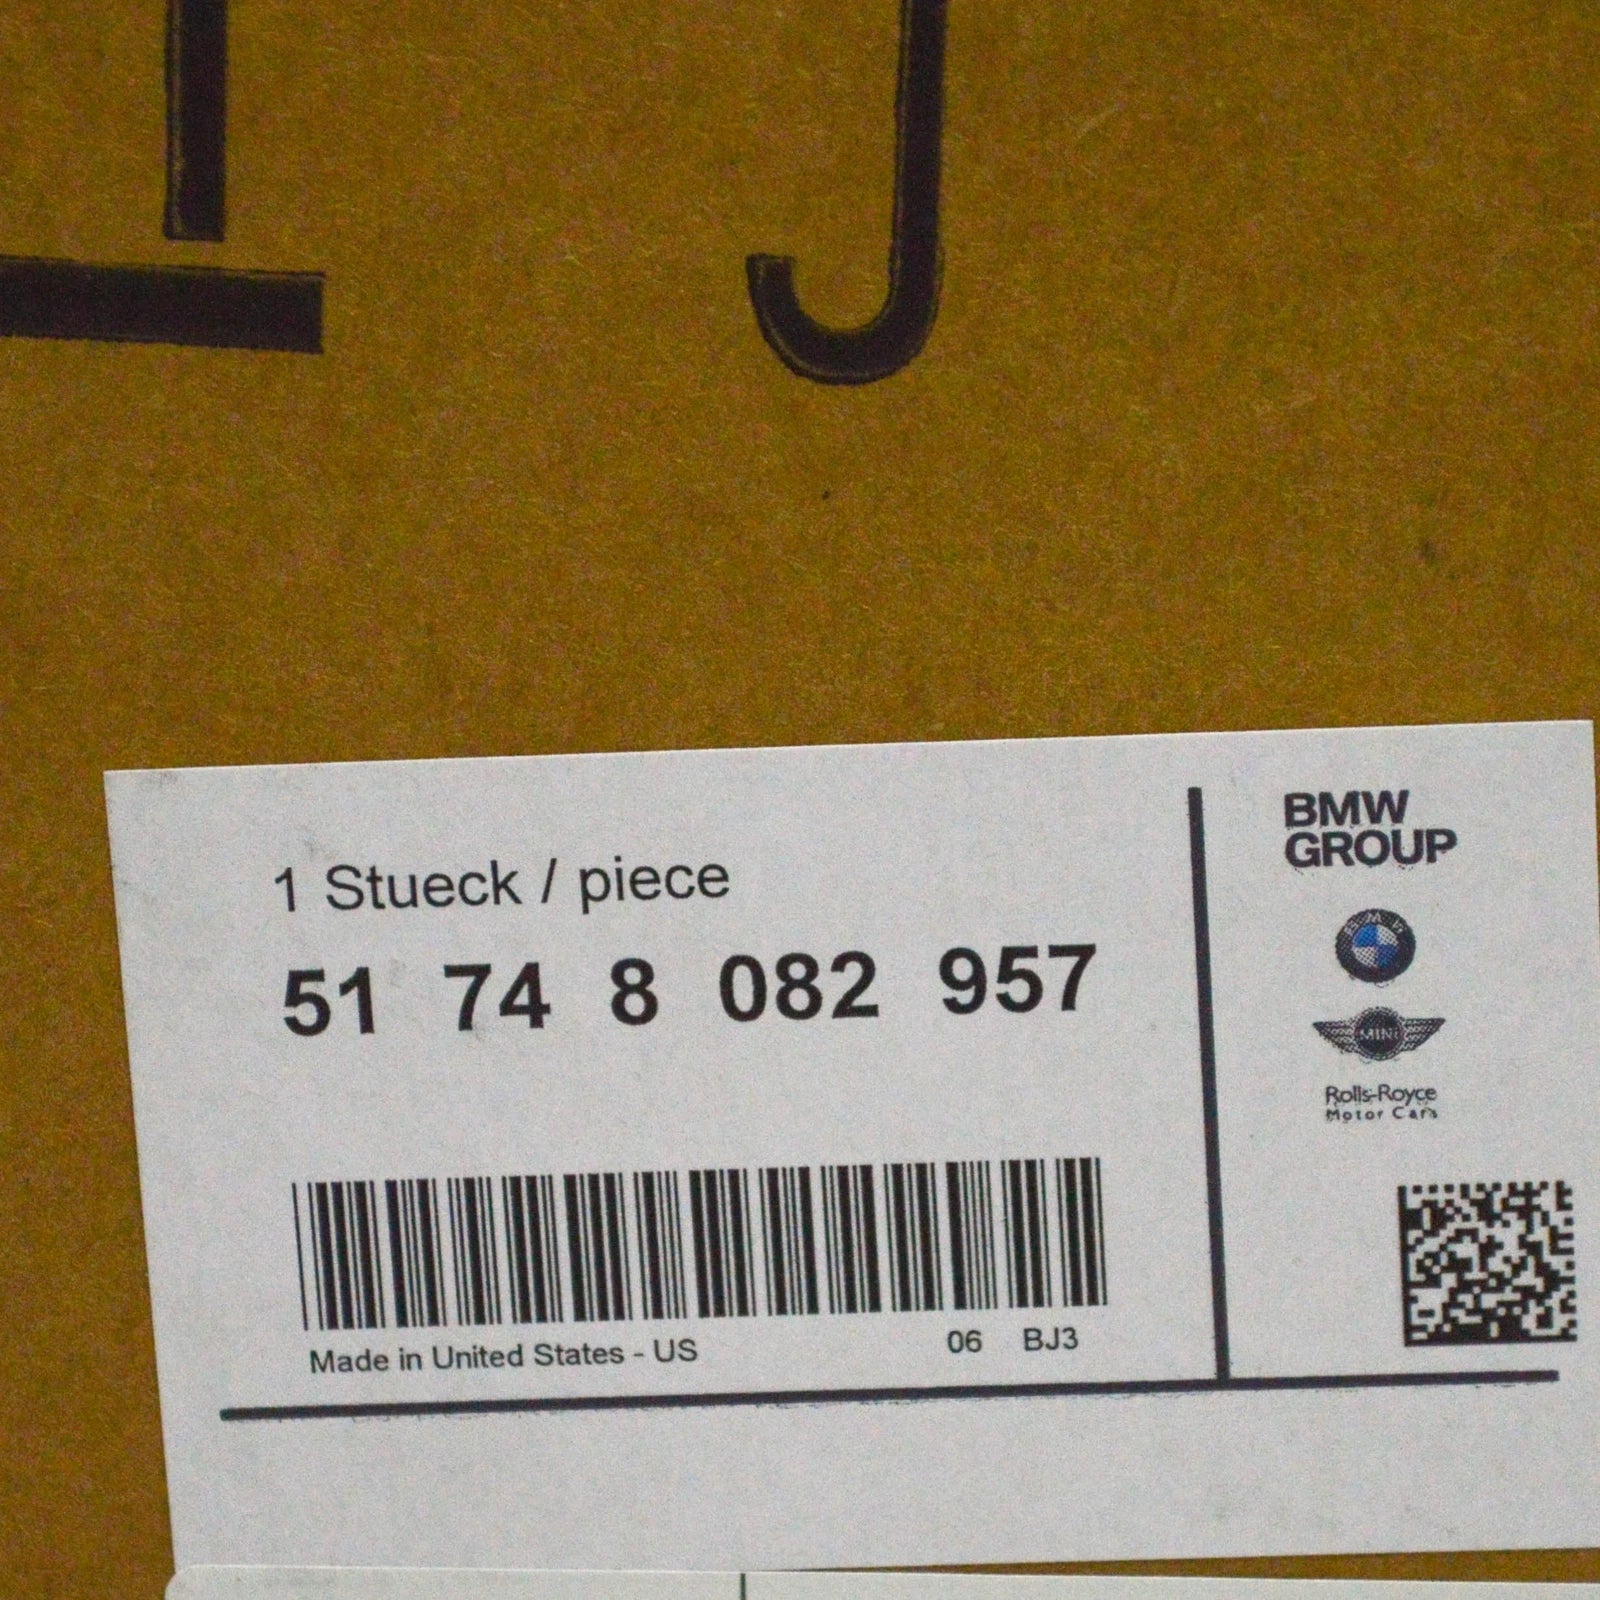 1 Stueck / piece
51 74 8 082 957
Made in United States - US
06 BJ3
BMW
GROUP
MINI
Rolls-Royce
Motor Cars